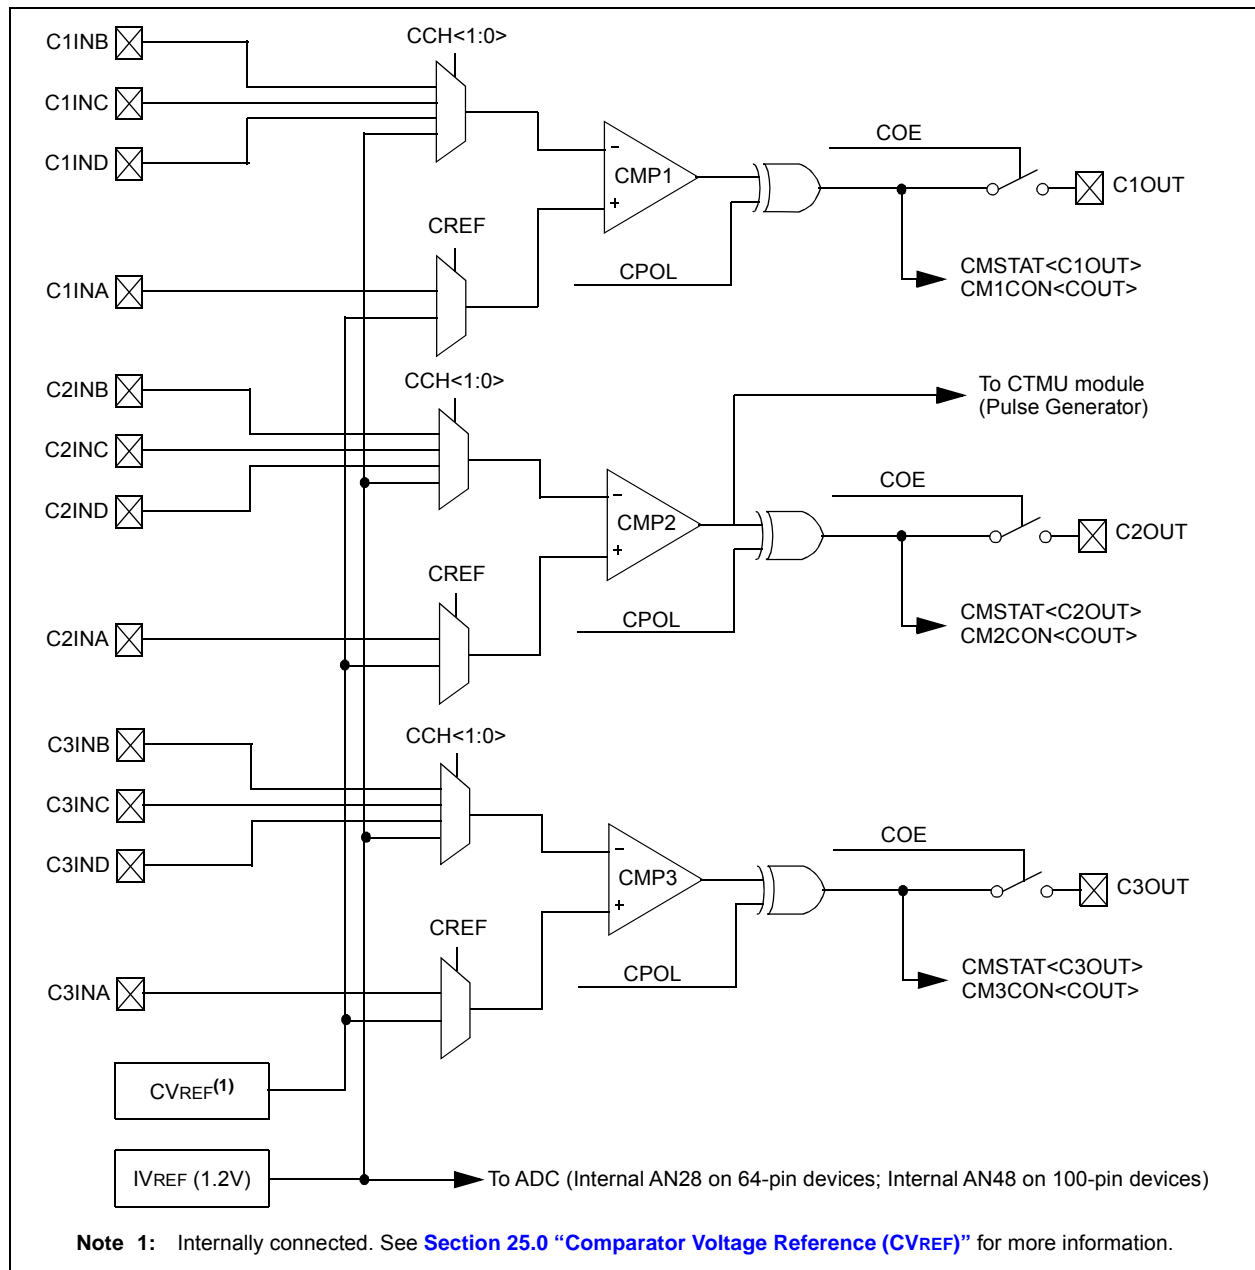 C1INB
CCH<1:0>
C1INC
COE
C1IND
–
CMP1
C1OUT
+
CREF
CMSTAT<C1OUT>
CPOL
C1INA
CM1CON<COUT>
C2INB
CCH<1:0>
To CTMU module
(Pulse Generator)
C2INC
COE
C2IND
–
CMP2
C2OUT
+
CREF
CMSTAT<C2OUT>
CPOL
C2INA
CM2CON<COUT>
C3INB
CCH<1:0>
C3INC
COE
C3IND
–
CMP3
C3OUT
+
CREF
CMSTAT<C3OUT>
CPOL
C3INA
CM3CON<COUT>
CVREF(1)
IVREF (1.2V)
To ADC (Internal AN28 on 64-pin devices; Internal AN48 on 100-pin devices)
Note 1: Internally connected. See Section 25.0 “Comparator Voltage Reference (CVREF)” for more information.